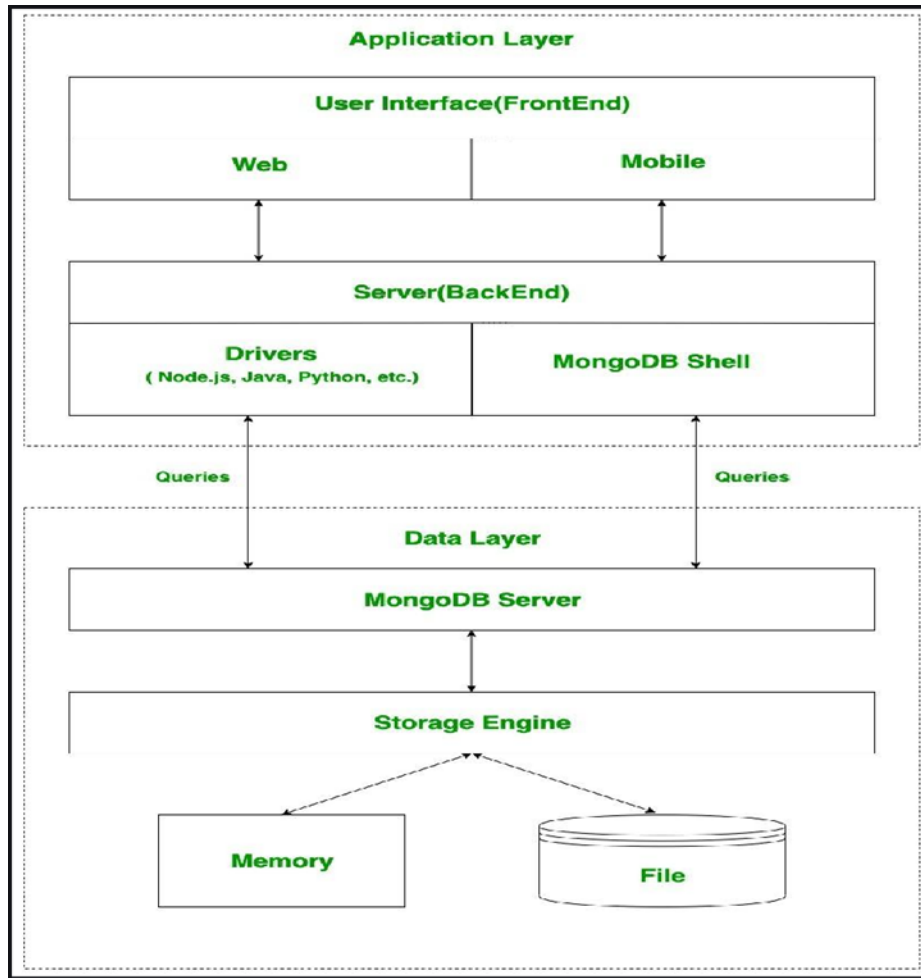 Application Layer
User Interface(FrontEnd)
Web
Mobile
Server(BackEnd)
Drivers
( Node.js, Java, Python, etc.)
MongoDB Shell
Queries
Queries
Data Layer
MongoDB Server
Storage Engine
Memory
File